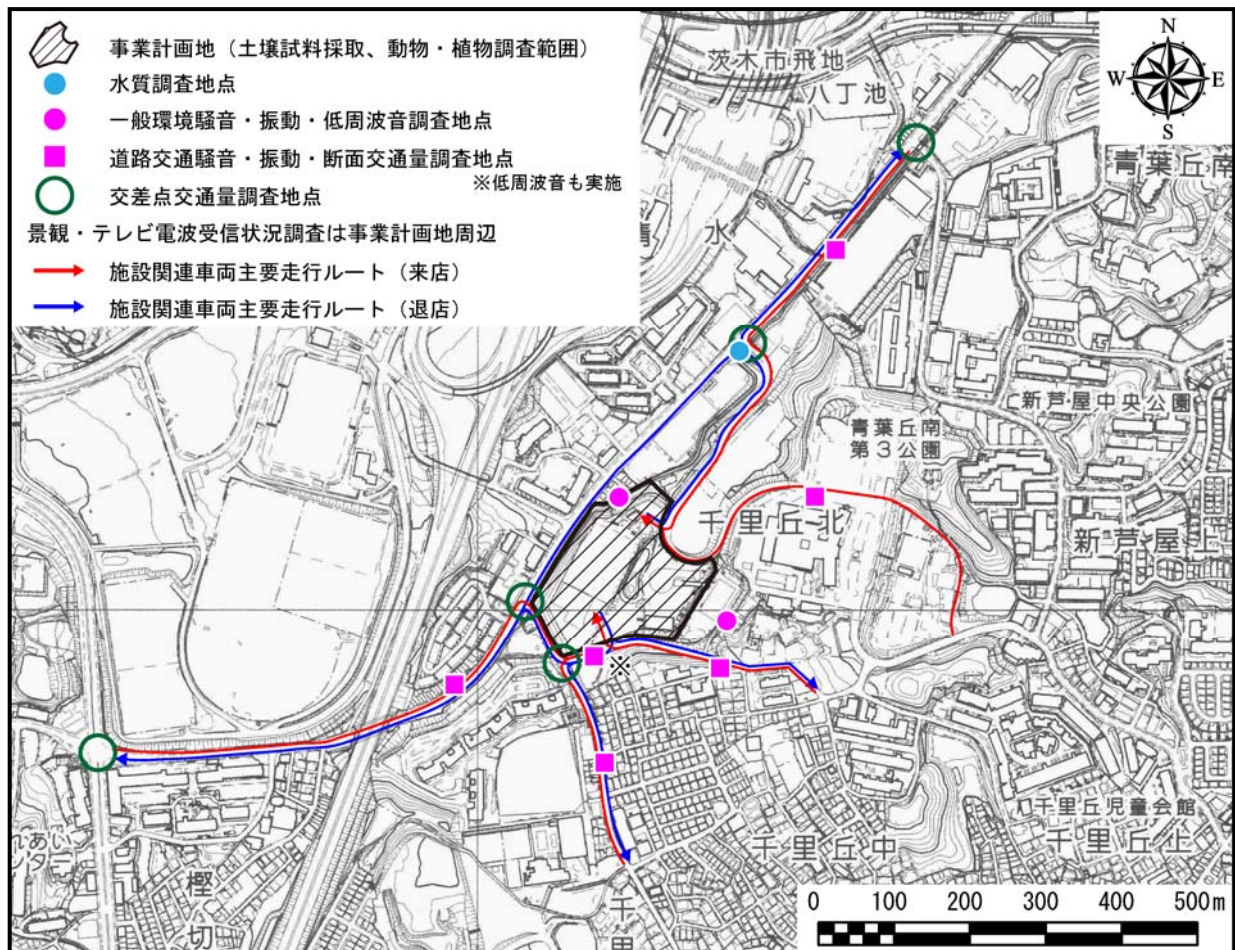 事業計画地（土壌試料採取、動物・植物調査範囲）
水質調査地点
一般環境騒音・振動・低周波音調査地点
道路交通騒音・振動・断面交通量調査地点
※低周波音も実施
交差点交通量調査地点
景観・テレビ電波受信状況調査は事業計画地周辺
施設関連車両主要走行ルート（来店）
施設関連車両主要走行ルート（退店）
N
W
E
S
茨木市飛地
八丁池
青葉丘南
水
新芦屋中央公園
青葉丘南
第3公園
千里丘北
新芦屋上
※
里丘児童会館
千里丘中
千里丘上
樫ヘ切
千
0 100 200 300 400 500m